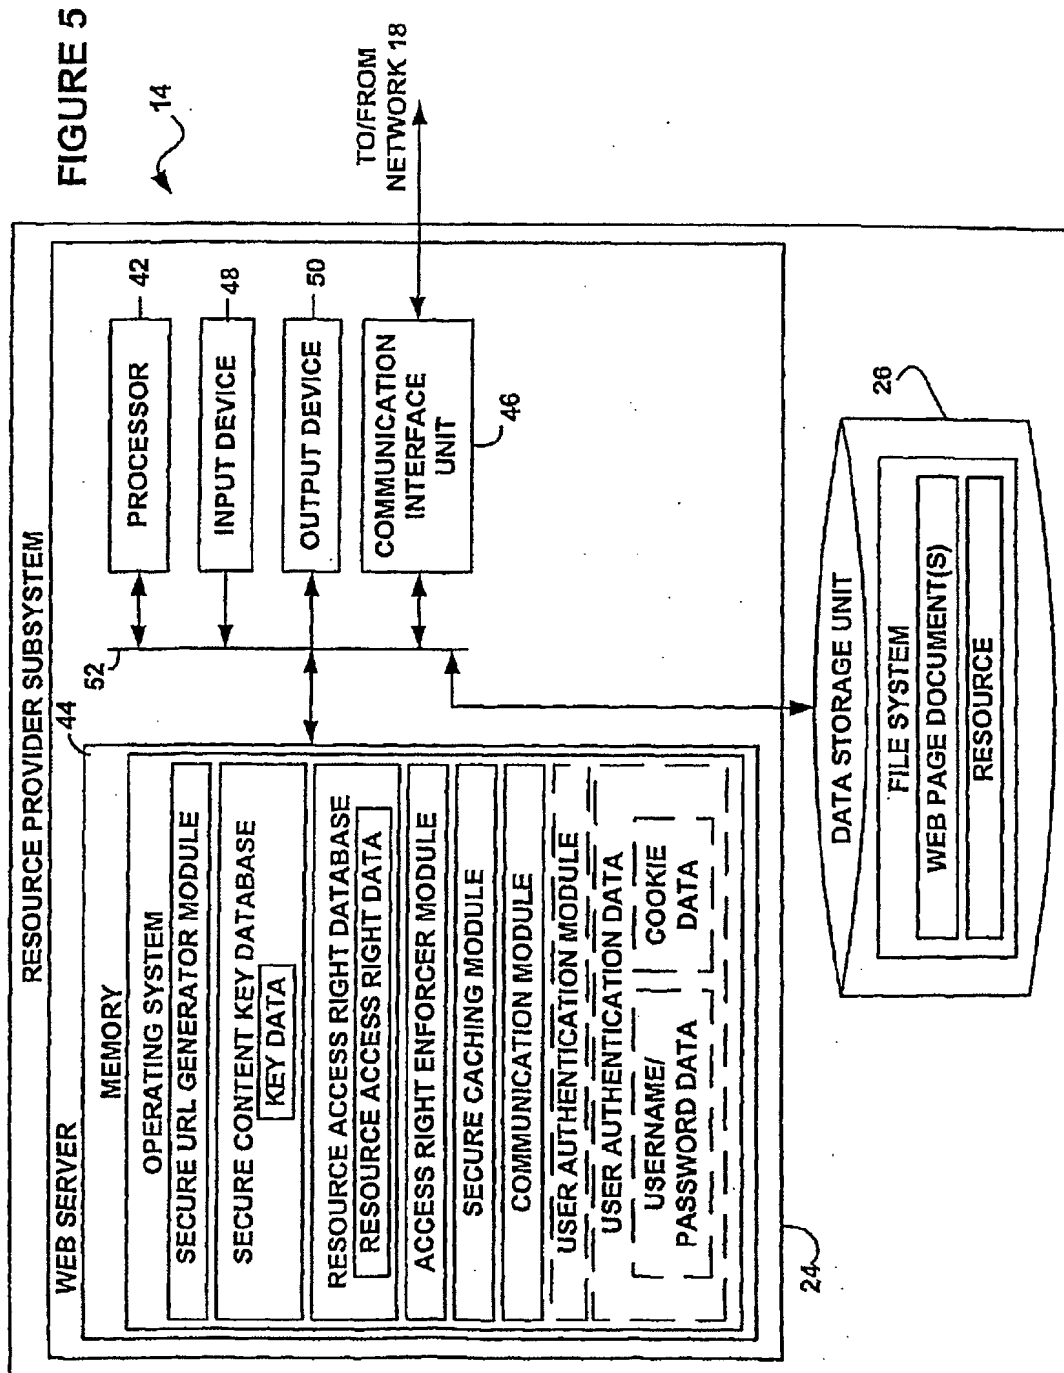 FIGURE 5
14
RESOURCE PROVIDER SUBSYSTEM
WEB SERVER
44
MEMORY
OPERATING SYSTEM
SECURE URL GENERATOR MODULE
SECURE CONTENT KEY DATABASE
KEY DATA
RESOURCE ACCESS RIGHT DATABASE
RESOURCE ACCESS RIGHT DATA
ACCESS RIGHT ENFORCER MODULE
SECURE CACHING MODULE
COMMUNICATION MODULE
USER AUTHENTICATION MODULE
USER AUTHENTICATION DATA
USERNAME/
PASSWORD DATA
COOKIE
DATA
24
52
PROCESSOR
42
INPUT DEVICE
48
OUTPUT DEVICE
50
COMMUNICATION
INTERFACE
UNIT
46
TO/FROM
NETWORK 18
DATA STORAGE UNIT
26
FILE SYSTEM
WEB PAGE DOCUMENT(S)
RESOURCE